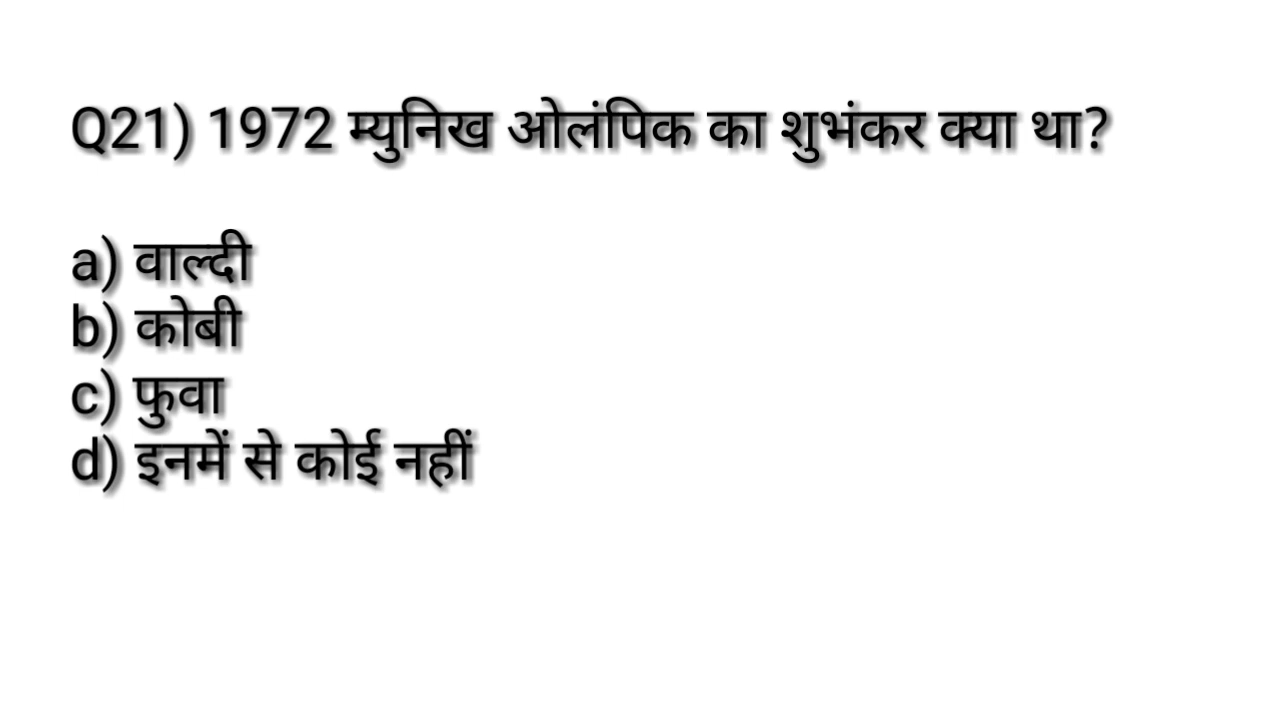 Q21) 1972 म्युनिख ओलंपिक का शुभंकर क्या था?
a) वाल्दी
b) कोबी
c) फुवा
d) इनमें से कोई नहीं